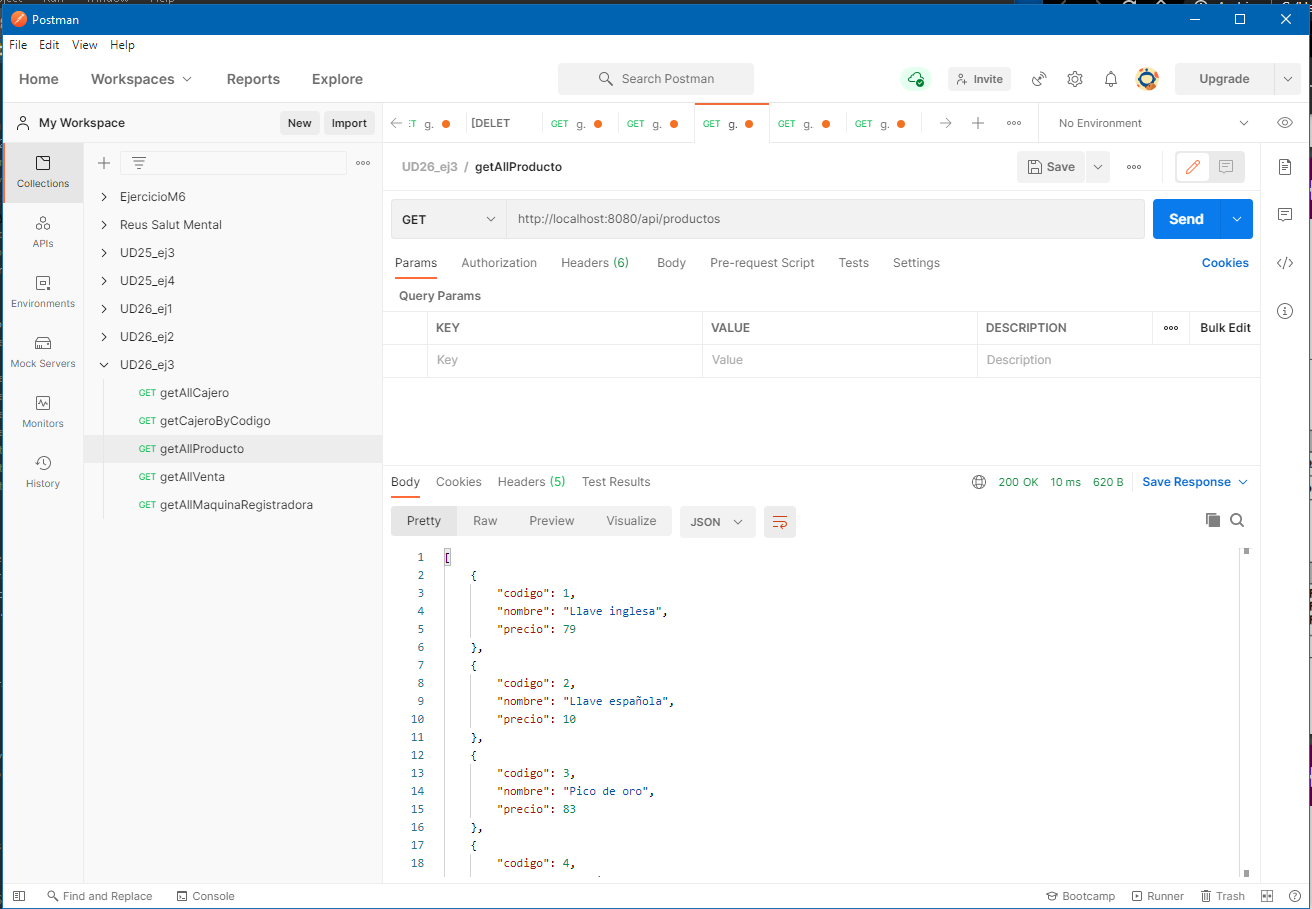 Postman
File Edit View Help
Home Workspaces Reports Explore Search Postman Invite Upgrade
My Workspace New Import
GET g. [DELET GET g. GET g. GET g. GET g. GET g. No Environment
UD26_ej3 / getAllProducto Save
Collections
APIs
Environments
Mock Servers
Monitors
History
EjercicioM6
Reus Salut Mental
UD25_ej3
UD25_ej4
UD26_ej1
UD26_ej2
UD26_ej3
GET getAllCajero
GET getCajeroByCodigo
GET getAllProducto
GET getAllVenta
GET getAllMaquinaRegistradora
GET http://localhost:8080/api/productos Send
Params Authorization Headers (6) Body Pre-request Script Tests Settings Cookies
Query Params
KEY VALUE DESCRIPTION Bulk Edit
Key Value Description
Body Cookies Headers (5) Test Results 200 OK 10 ms 620 B Save Response
Pretty Raw Preview Visualize JSON
1 [
2 {
3 "codigo": 1,
4 "nombre": "Llave inglesa",
5 "precio": 79
6 },
7 {
8 "codigo": 2,
9 "nombre": "Llave española",
10 "precio": 10
11 },
12 {
13 "codigo": 3,
14 "nombre": "Pico de oro",
15 "precio": 83
16 },
17 {
18 "codigo": 4,
Find and Replace Console Bootcamp Runner Trash